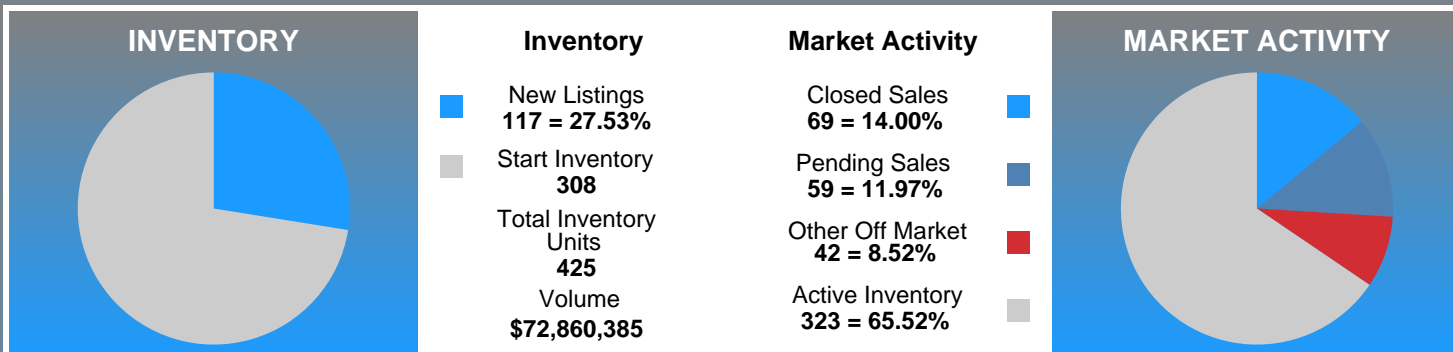 INVENTORY
Inventory
New Listings
117 = 27.53%
Start Inventory
308
Total Inventory
Units
425
Volume
$72,860,385
Market Activity
Closed Sales
69 = 14.00%
Pending Sales
59 = 11.97%
Other Off Market
42 = 8.52%
Active Inventory
323 = 65.52%
MARKET ACTIVITY